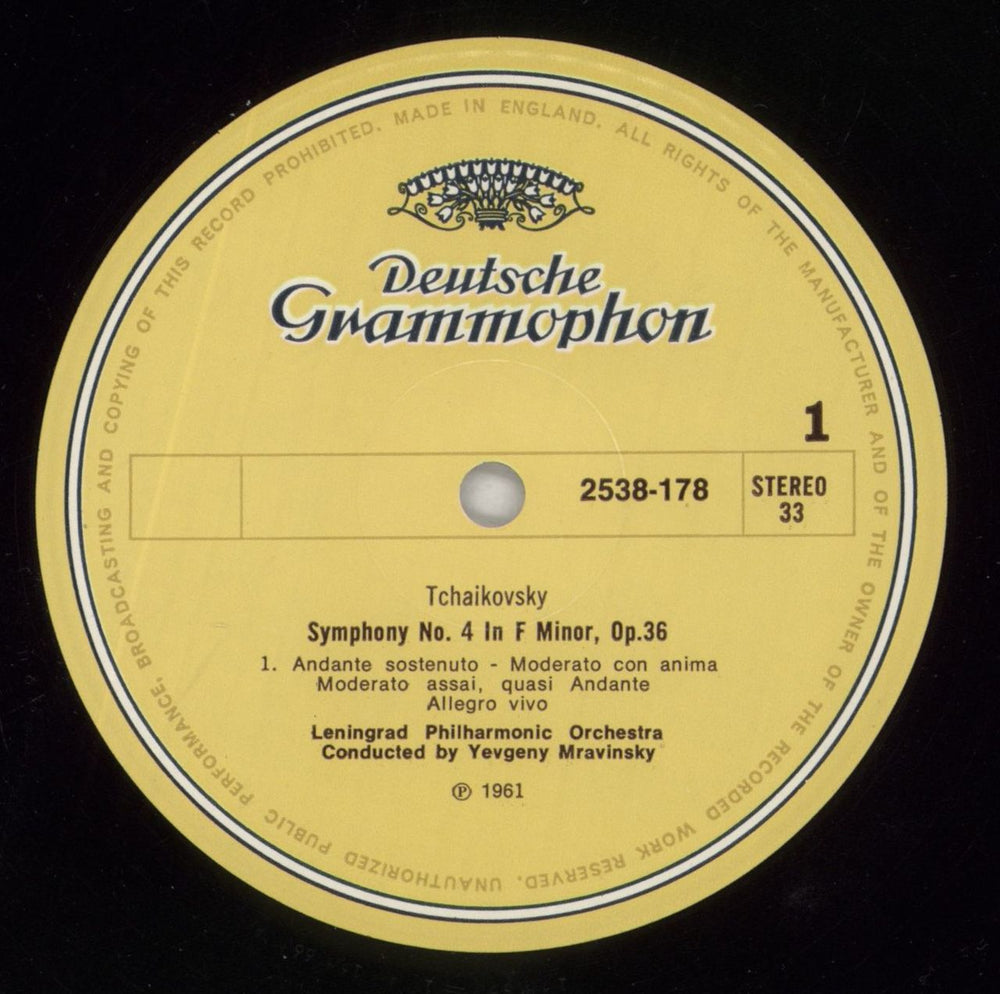 MADE IN ENGLAND. ALL RIGHTS OF THE MANUFACTURER AND OF THE OWNER OF THE RECORDED WORK RESERVED. UNAUTHORIZED PUBLIC PERFORMANCE, BROADCASTING AND COPYING OF THIS RECORD PROHIBITED.
Deutsche
Grammophon
1
2538-178
STEREO
33
Tchaikovsky
Symphony No. 4 In F Minor, Op.36
1. Andante sostenuto - Moderato con anima
Moderato assai, quasi Andante
Allegro vivo
Leningrad Philharmonic Orchestra
Conducted by Yevgeny Mravinsky
℗ 1961